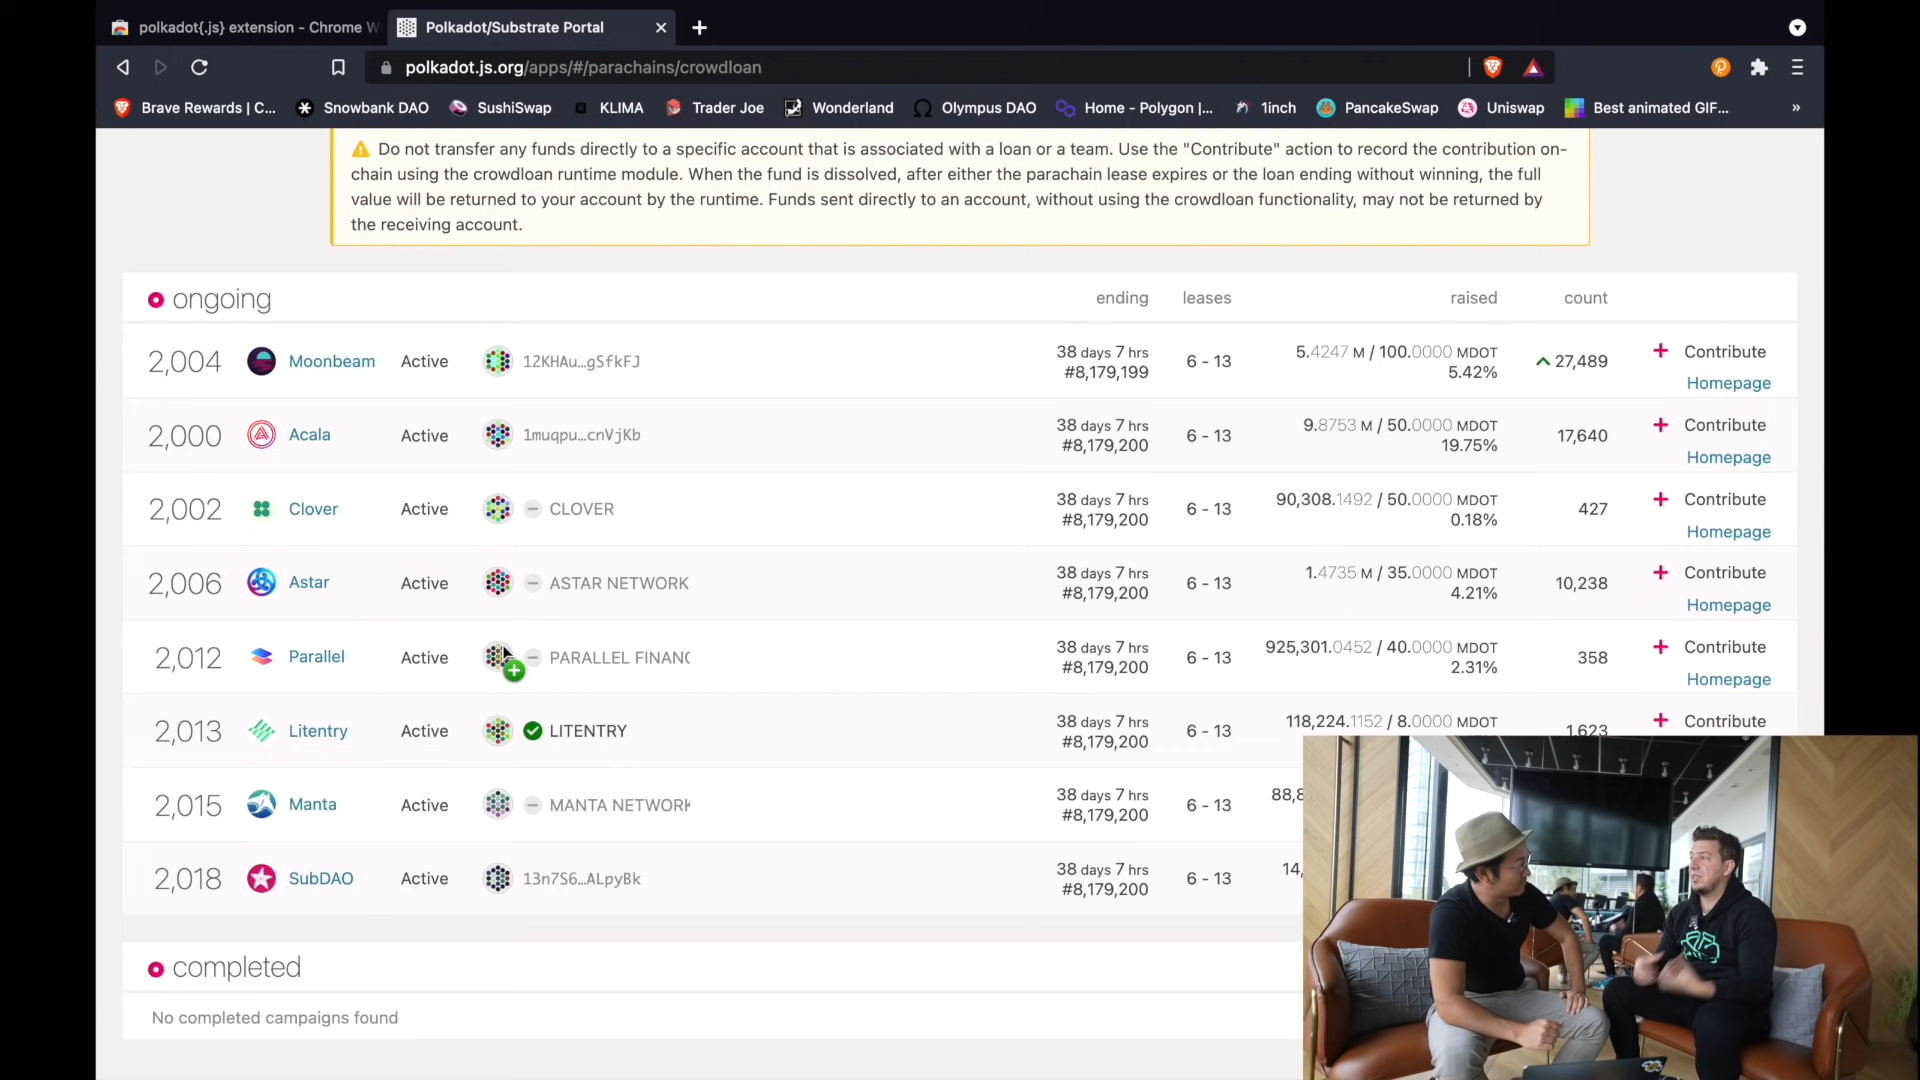 polkadot{.js} extension - Chrome W
Polkadot/Substrate Portal
polkadot.js.org/apps/#/parachains/crowdloan
Brave Rewards | C... Snowbank DAO SushiSwap KLIMA Trader Joe Wonderland Olympus DAO Home - Polygon |... 1inch PancakeSwap Uniswap Best animated GIF... »
Do not transfer any funds directly to a specific account that is associated with a loan or a team. Use the "Contribute" action to record the contribution on-
chain using the crowdloan runtime module. When the fund is dissolved, after either the parachain lease expires or the loan ending without winning, the full
value will be returned to your account by the runtime. Funds sent directly to an account, without using the crowdloan functionality, may not be returned by
the receiving account.
ongoing ending leases raised count
2,004 Moonbeam Active 12KHAu...gSfkFJ 38 days 7 hrs 6 - 13 5.4247 M / 100.0000 MDOT 27,489 Contribute
#8,179,199 5.42% Homepage
2,000 Acala Active 1muqpu...cnVjKb 38 days 7 hrs 6 - 13 9.8753 M / 50.0000 MDOT 17,640 Contribute
#8,179,200 19.75% Homepage
2,002 Clover Active CLOVER 38 days 7 hrs 6 - 13 90,308.1492 / 50.0000 MDOT 427 Contribute
#8,179,200 0.18% Homepage
2,006 Astar Active ASTAR NETWORK 38 days 7 hrs 6 - 13 1.4735 M / 35.0000 MDOT 10,238 Contribute
#8,179,200 4.21% Homepage
2,012 Parallel Active PARALLEL FINANC 38 days 7 hrs 6 - 13 925,301.0452 / 40.0000 MDOT 358 Contribute
#8,179,200 2.31% Homepage
2,013 Litentry Active LITENTRY 38 days 7 hrs 6 - 13 118,224.1152 / 8.0000 MDOT 1,623 Contribute
#8,179,200
2,015 Manta Active MANTA NETWORK 38 days 7 hrs 6 - 13 88,8
#8,179,200
2,018 SubDAO Active 13n7S6...ALpyBk 38 days 7 hrs 6 - 13 14,
#8,179,200
completed
No completed campaigns found